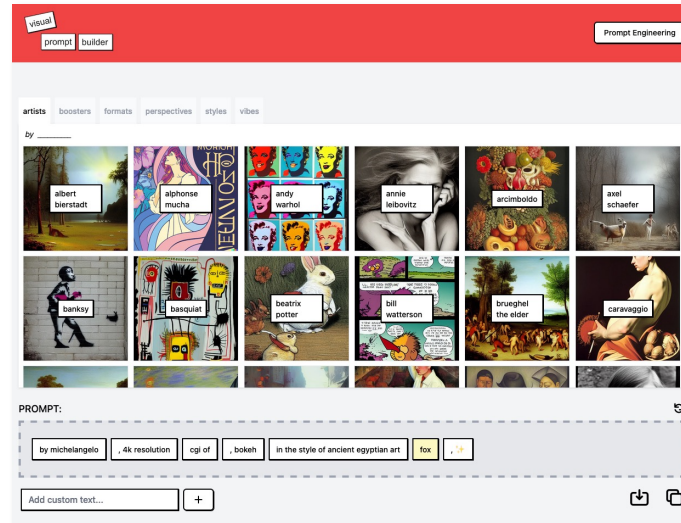 visual
prompt builder
Prompt Engineering
artists boosters formats perspectives styles vibes
by
albert
bierstadt
alphonse
mucha
andy
warhol
annie
leibovitz
arcimboldo
axel
schaefer
banksy
basquiat
beatrix
potter
bill
watterson
brueghel
the elder
caravaggio
PROMPT:
by michelangelo , 4k resolution cgi of , bokeh in the style of ancient egyptian art fox , ✨
Add custom text... +